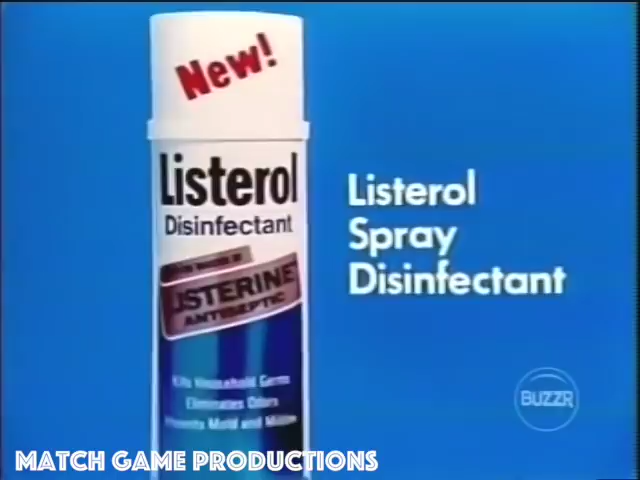 New!
Listerol
Disinfectant
LISTERINE
ANTISEPTIC
Kills Household Germs
Eliminates Odors
Prevents Mold and Mildew
Listerol
Spray
Disinfectant
BUZZR
MATCH GAME PRODUCTIONS